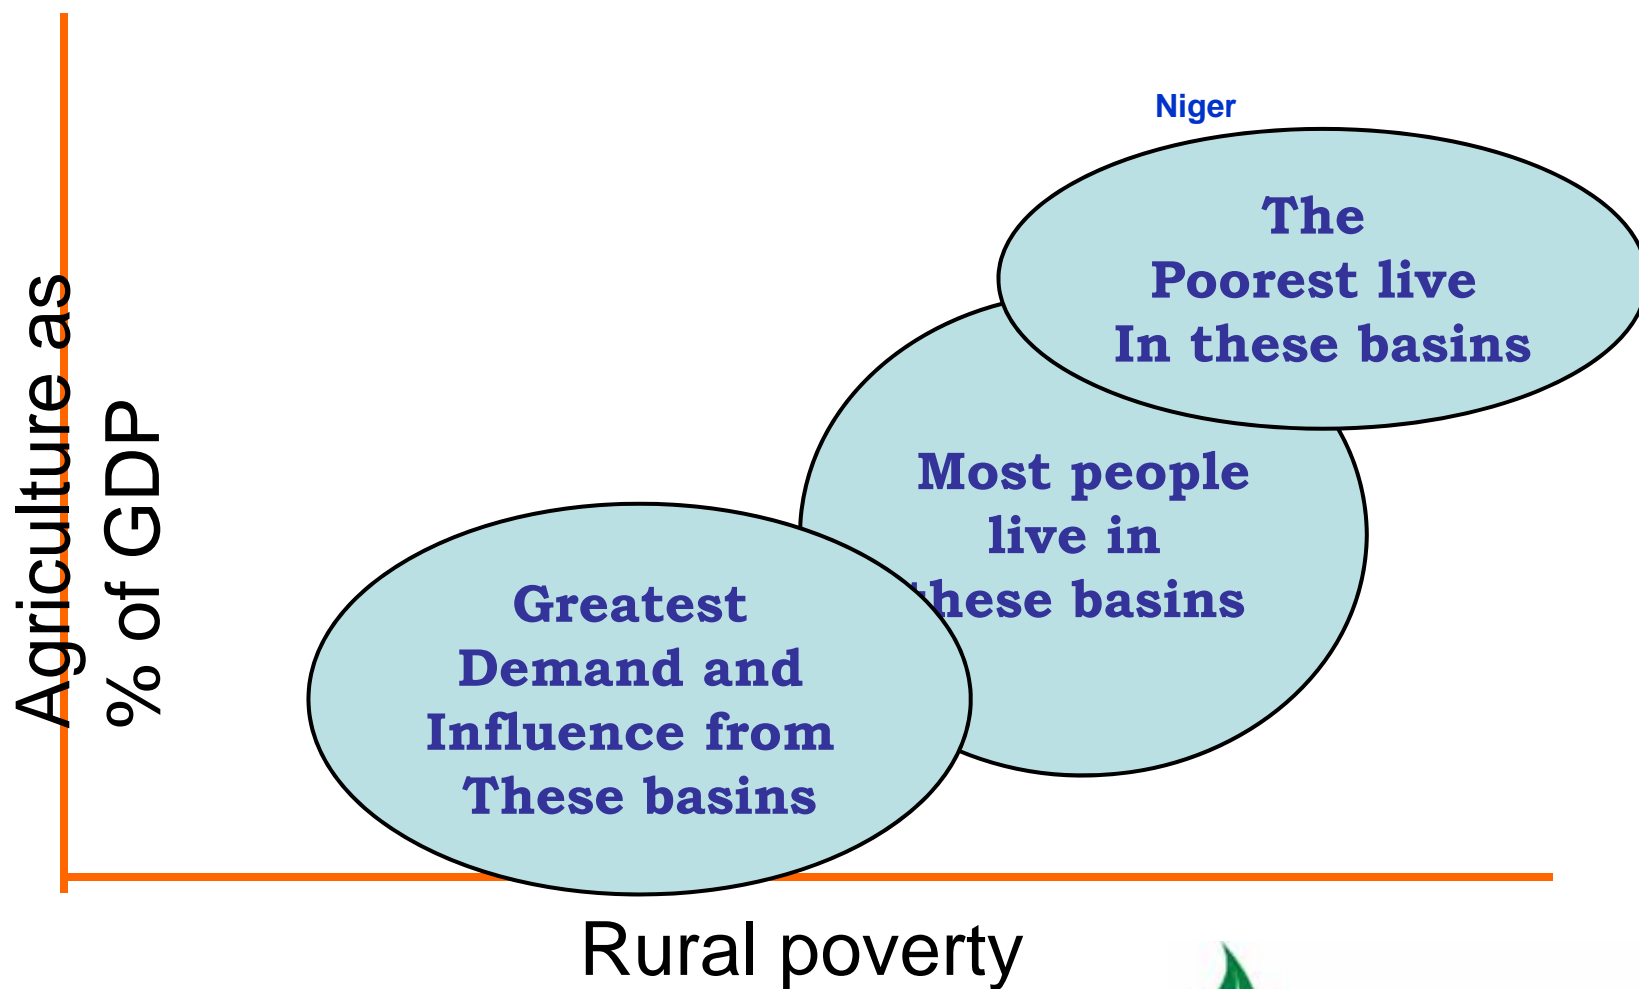 Niger
The
Poorest live
In these basins
Most people
live in
these basins
Greatest
Demand and
Influence from
These basins
Agriculture as
% of GDP
Rural poverty